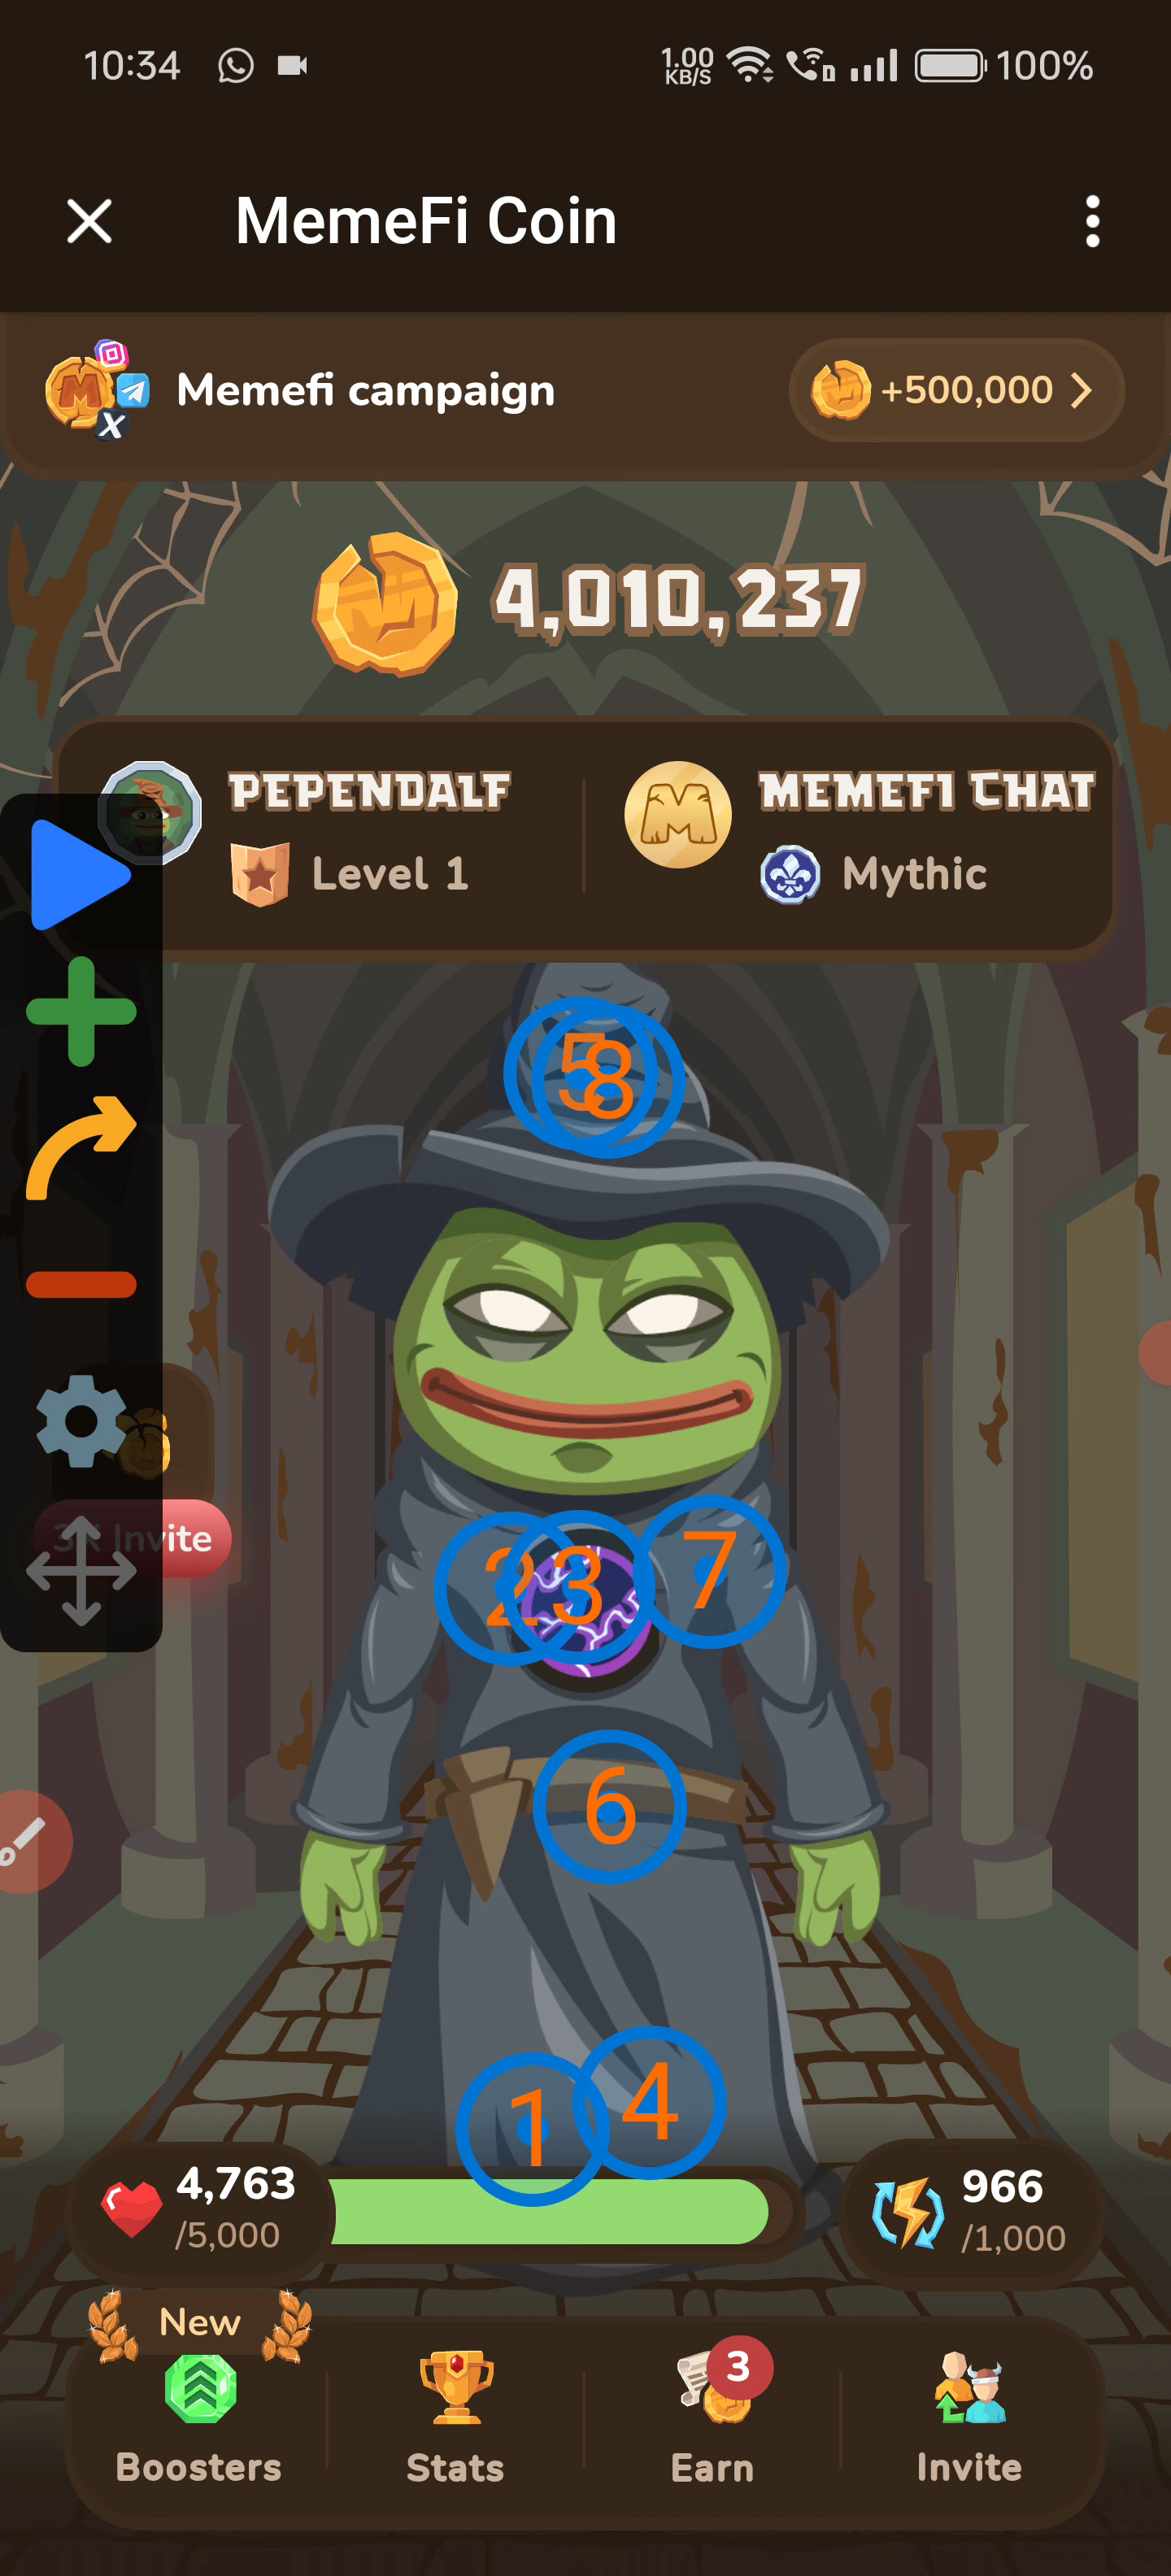 10:34
1.00 KB/S
100%
MemeFi Coin
Memefi campaign
+500,000
4,010,237
PEPENDALF
Level 1
MEMEFI CHAT
Mythic
5
8
3X Invite
2
3
7
6
1
4
4,763
/5,000
966
/1,000
New
Boosters
Stats
3
Earn
Invite